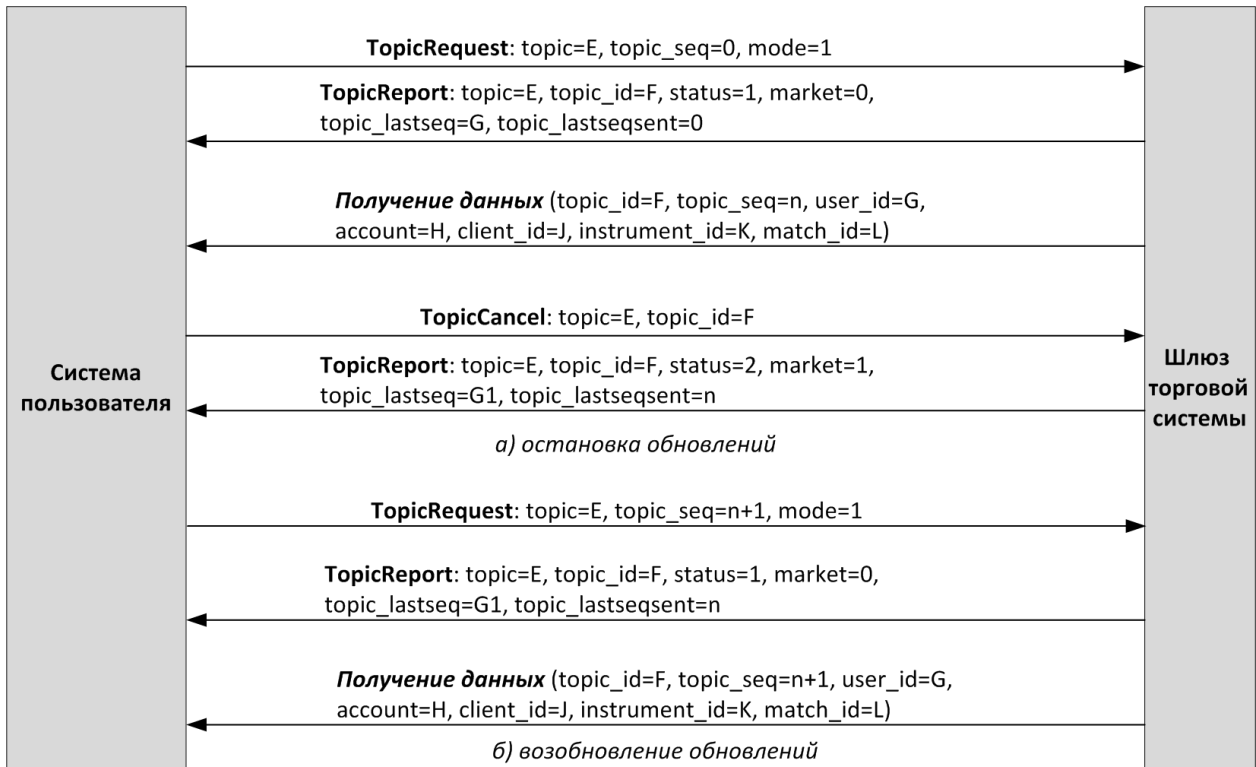 TopicRequest: topic=E, topic_seq=0, mode=1
TopicReport: topic=E, topic_id=F, status=1, market=0,
topic_lastseq=G, topic_lastseqsent=0
Получение данных (topic_id=F, topic_seq=n, user_id=G,
account=H, client_id=J, instrument_id=K, match_id=L)
TopicCancel: topic=E, topic_id=F
TopicReport: topic=E, topic_id=F, status=2, market=1,
topic_lastseq=G1, topic_lastseqsent=n
Система
пользователя
Шлюз
торговой
системы
а) остановка обновлений
TopicRequest: topic=E, topic_seq=n+1, mode=1
TopicReport: topic=E, topic_id=F, status=1, market=0,
topic_lastseq=G1, topic_lastseqsent=n
Получение данных (topic_id=F, topic_seq=n+1, user_id=G,
account=H, client_id=J, instrument_id=K, match_id=L)
б) возобновление обновлений